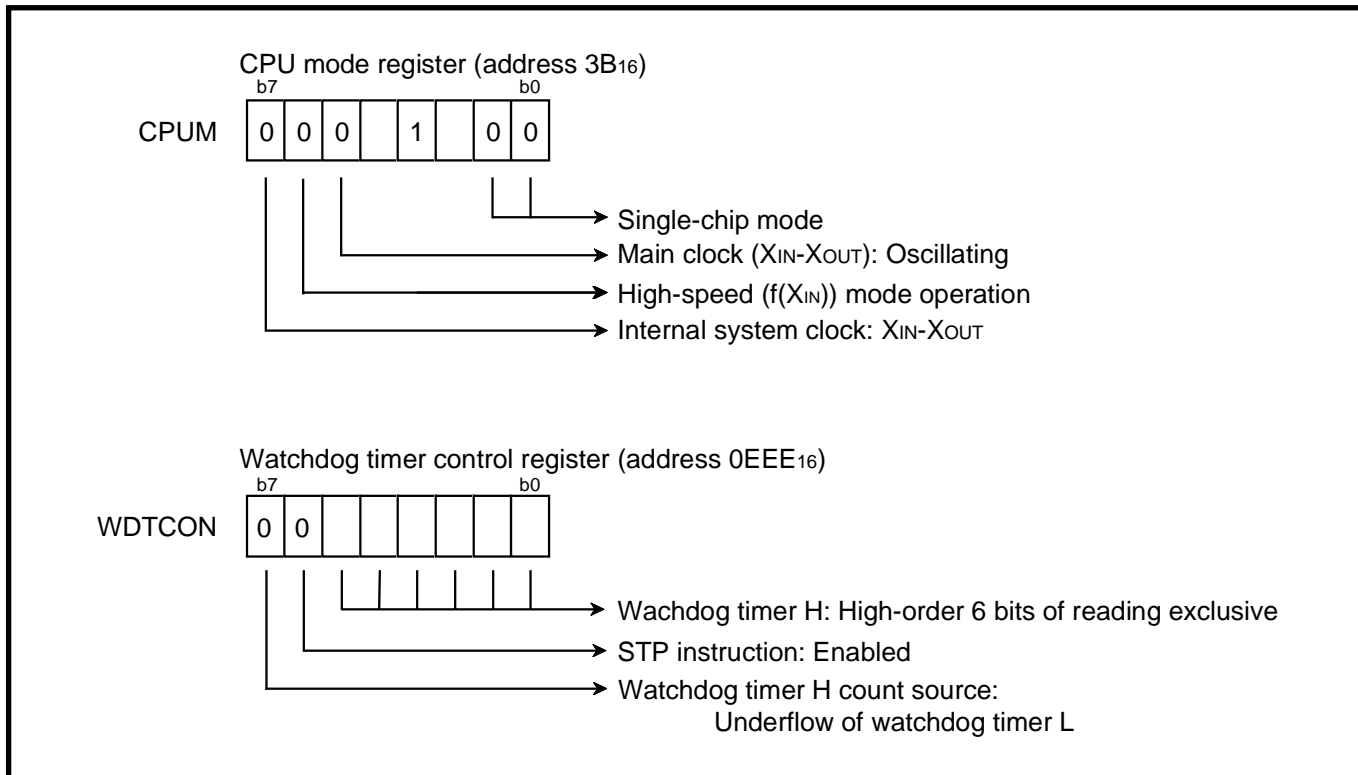 CPU mode register (address 3B16)
b7 b0
CPUM 0 0 0 1 0 0
Single-chip mode
Main clock (XIN-XOUT): Oscillating
High-speed (f(XIN)) mode operation
Internal system clock: XIN-XOUT
Watchdog timer control register (address 0EEE16)
b7 b0
WDTCON 0 0
Wachdog timer H: High-order 6 bits of reading exclusive
STP instruction: Enabled
Watchdog timer H count source:
Underflow of watchdog timer L